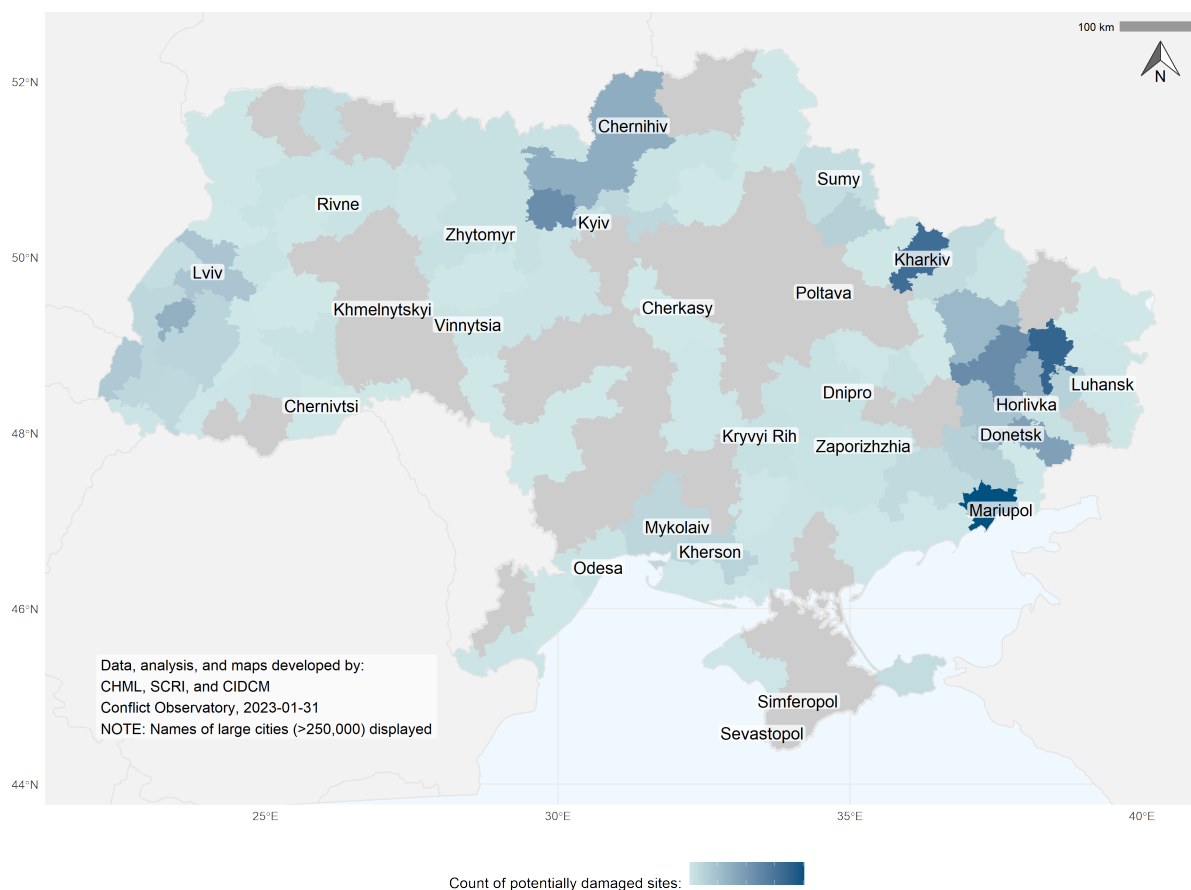 100 km
N
52°N
50°N
48°N
46°N
44°N
Chernihiv
Sumy
Rivne
Kyiv
Zhytomyr
Kharkiv
Lviv
Poltava
Khmelnytskyi
Cherkasy
Vinnytsia
Luhansk
Dnipro
Chernivtsi
Horlivka
Donetsk
Kryvyi Rih
Zaporizhzhia
Mariupol
Mykolaiv
Kherson
Odesa
Simferopol
Sevastopol
Data, analysis, and maps developed by:
CHML, SCRI, and CIDCM
Conflict Observatory, 2023-01-31
NOTE: Names of large cities (>250,000) displayed
25°E
30°E
35°E
40°E
Count of potentially damaged sites: